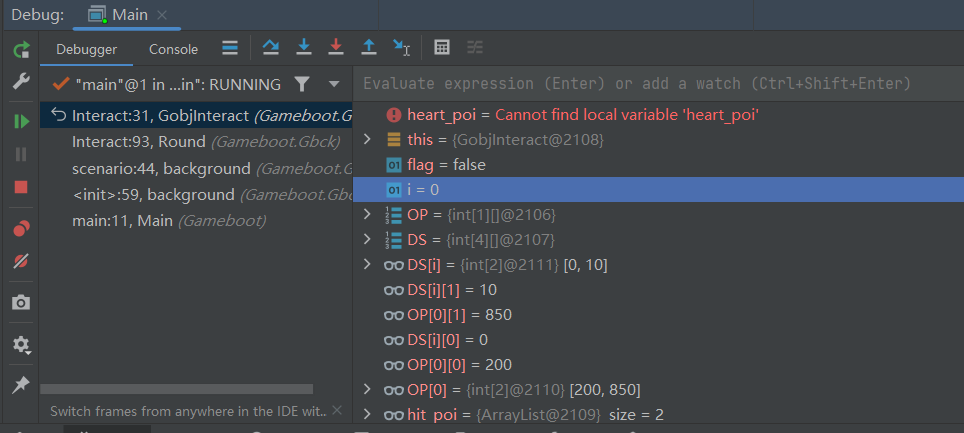 Debug: Main
Debugger Console
"main"@1 in ...in": RUNNING
Interact:31, GobjInteract (Gameboot.G
Interact:93, Round (Gameboot.Gbck)
scenario:44, background (Gameboot.Gb
<init>:59, background (Gameboot.Gbc
main:11, Main (Gameboot)
Switch frames from anywhere in the IDE wit..
Evaluate expression (Enter) or add a watch (Ctrl+Shift+Enter)
heart_poi = Cannot find local variable 'heart_poi'
this = {GobjInteract@2108}
flag = false
i = 0
OP = {int[1][]@2106}
DS = {int[4][]@2107}
DS[i] = {int[2]@2111} [0, 10]
DS[i][1] = 10
OP[0][1] = 850
DS[i][0] = 0
OP[0][0] = 200
OP[0] = {int[2]@2110} [200, 850]
hit_poi = {ArrayList@2109} size = 2